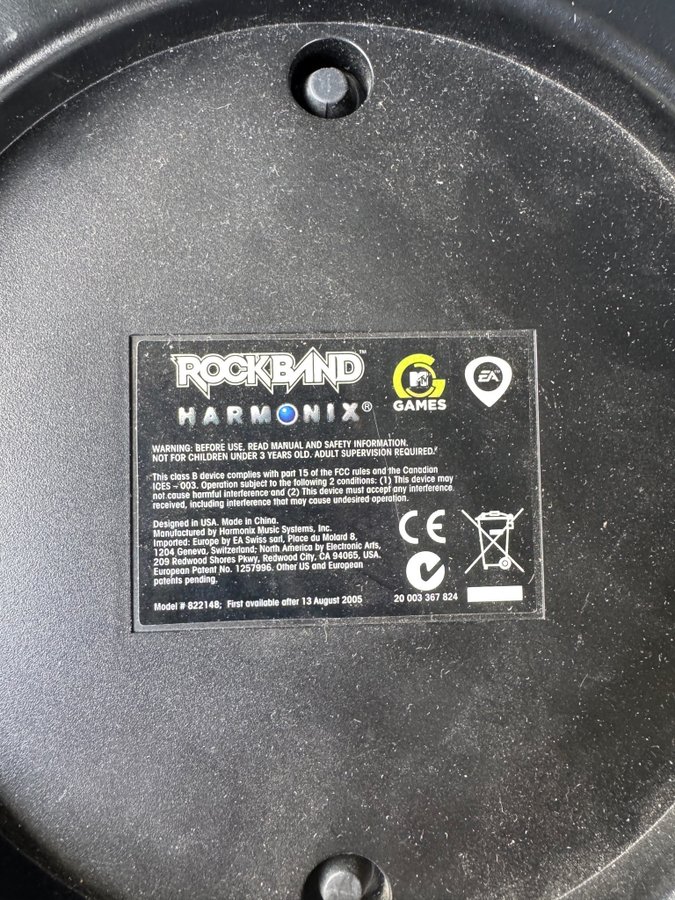 ROCKBAND™
HARMONIX®
G
MTV
GAMES
EA™
WARNING: BEFORE USE, READ MANUAL AND SAFETY INFORMATION.
NOT FOR CHILDREN UNDER 3 YEARS OLD. ADULT SUPERVISION REQUIRED.
This class B device complies with part 15 of the FCC rules and the Canadian
ICES - 003. Operation subject to the following 2 conditions: (1) This device may
not cause harmful interference and (2) This device must accept any interference
received, including interference that may cause undesired operation.
Designed in USA. Made in China.
Manufactured by Harmonix Music Systems, Inc.
Imported: Europe by EA Swiss sarl, Place du Molard 8,
1204 Geneva, Switzerland; North America by Electronic Arts,
209 Redwood Shores Pkwy, Redwood City, CA 94065, USA.
European Patent No. 1257996. Other US and European
patents pending.
Model # 822148; First available after 13 August 2005
CE
20 003 367 824